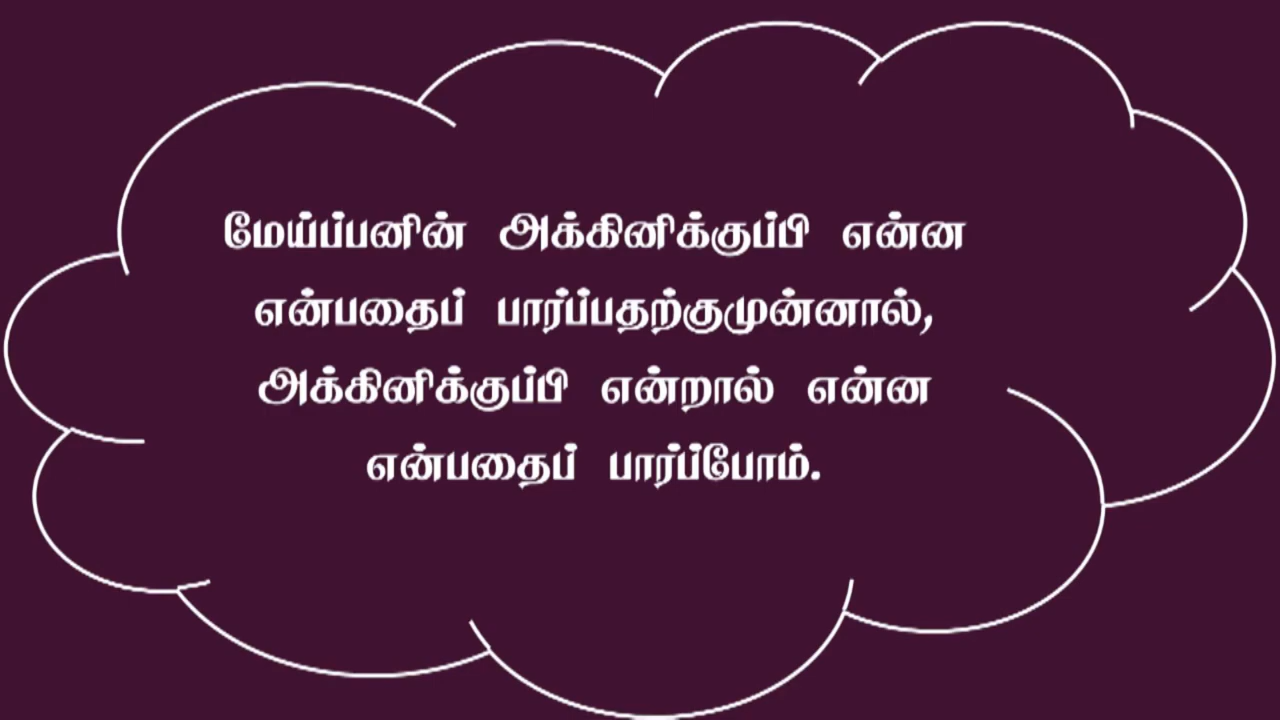 மேய்ப்பனின் அக்கினிக்குப்பி என்ன
என்பதைப் பார்ப்பதற்குமுன்னால்,
அக்கினிக்குப்பி என்றால் என்ன
என்பதைப் பார்ப்போம்.